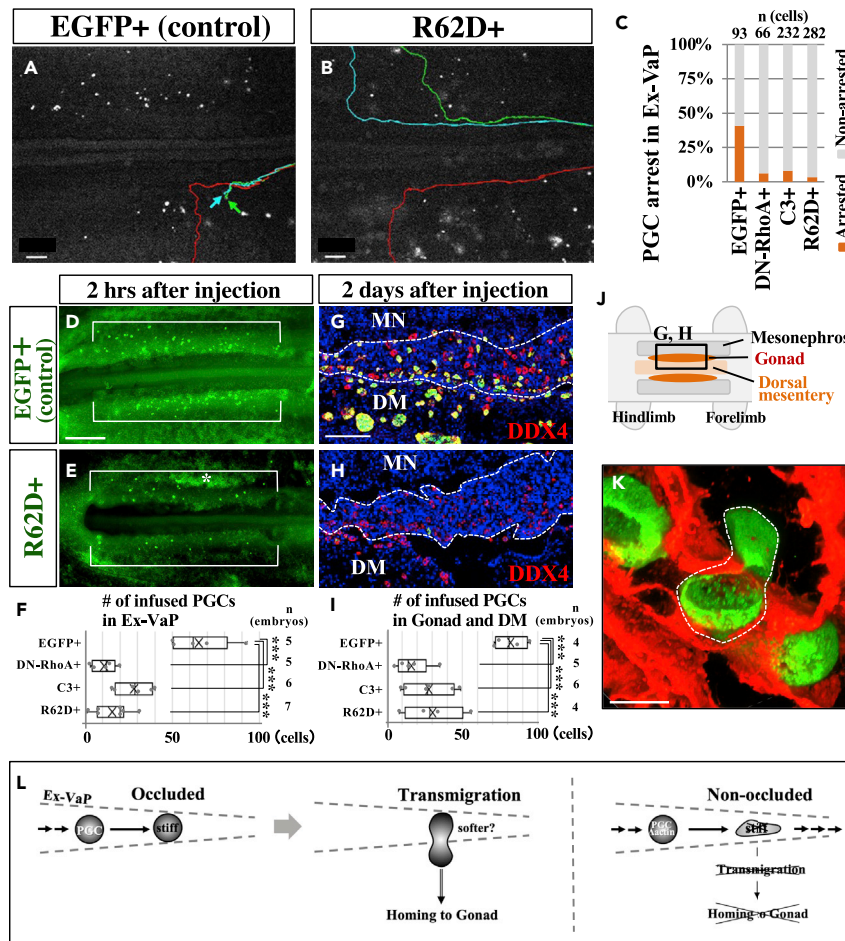 EGFP+ (control)
R62D+
A
B
C
n (cells)
93 66 232 282
PGC arrest in Ex-VaP
100%
75%
50%
25%
0%
EGFP+
DN-RhoA+
C3+
R62D+
Non-arrested
Arrested
2 hrs after injection
2 days after injection
EGFP+
(control)
D
G
MN
DM
DDX4
R62D+
E
*
H
MN
DM
DDX4
J
G, H
Mesonephros
Gonad
Dorsal
mesentery
Hindlimb
Forelimb
K
F
# of infused PGCs
in Ex-VaP
n
(embryos)
EGFP+
5
DN-RhoA+
5
C3+
6
R62D+
7
***
***
***
0 50 100 (cells)
I
# of infused PGCs
in Gonad and DM
n
(embryos)
EGFP+
4
DN-RhoA+
5
C3+
6
R62D+
4
***
***
***
0 50 100 (cells)
L
Ex-VaP
Occluded
PGC
stiff
Transmigration
softer?
Homing to Gonad
Non-occluded
PGC
stiff
Transmigration